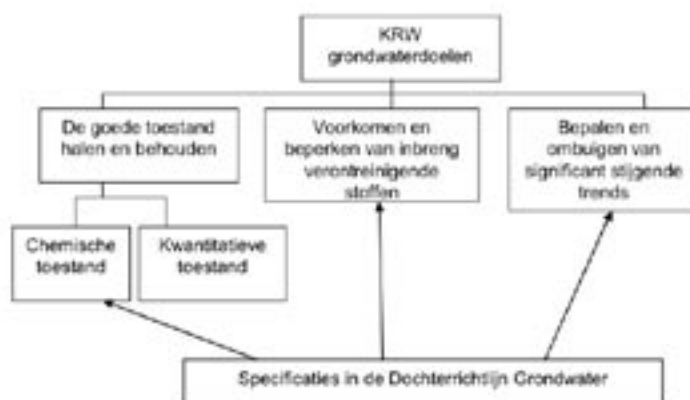 KRW
grondwaterdoelen
De goede toestand
halen en behouden
Voorkomen en
beperken van inbreng
verontreinigende
stoffen
Bepalen en
ombuigen van
significant stijgende
trends
Chemische
toestand
Kwantitatieve
toestand
Specificaties in de Dochterrichtlijn Grondwater